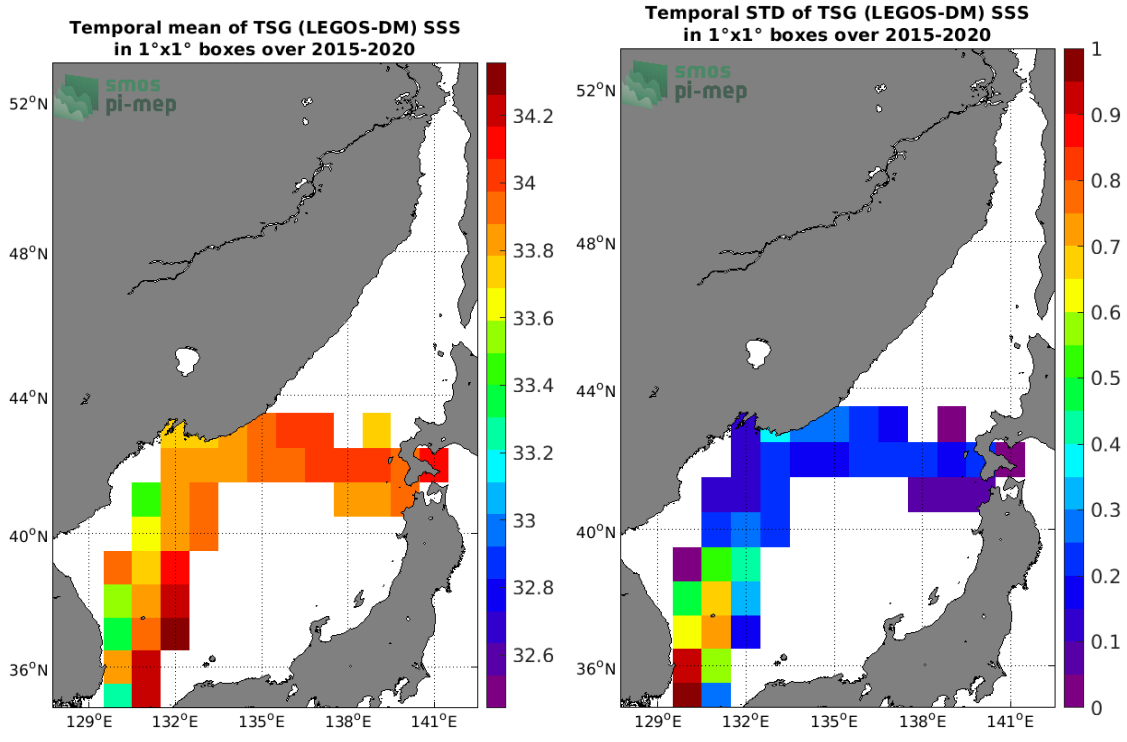 Temporal mean of TSG (LEGOS-DM) SSS
in 1°x1° boxes over 2015-2020
smos
pi-mep
52°N
48°N
44°N
40°N
36°N
129°E
132°E
135°E
138°E
141°E
34.2
34
33.8
33.6
33.4
33.2
33
32.8
32.6
Temporal STD of TSG (LEGOS-DM) SSS
in 1°x1° boxes over 2015-2020
smos
pi-mep
52°N
48°N
44°N
40°N
36°N
129°E
132°E
135°E
138°E
141°E
1
0.9
0.8
0.7
0.6
0.5
0.4
0.3
0.2
0.1
0